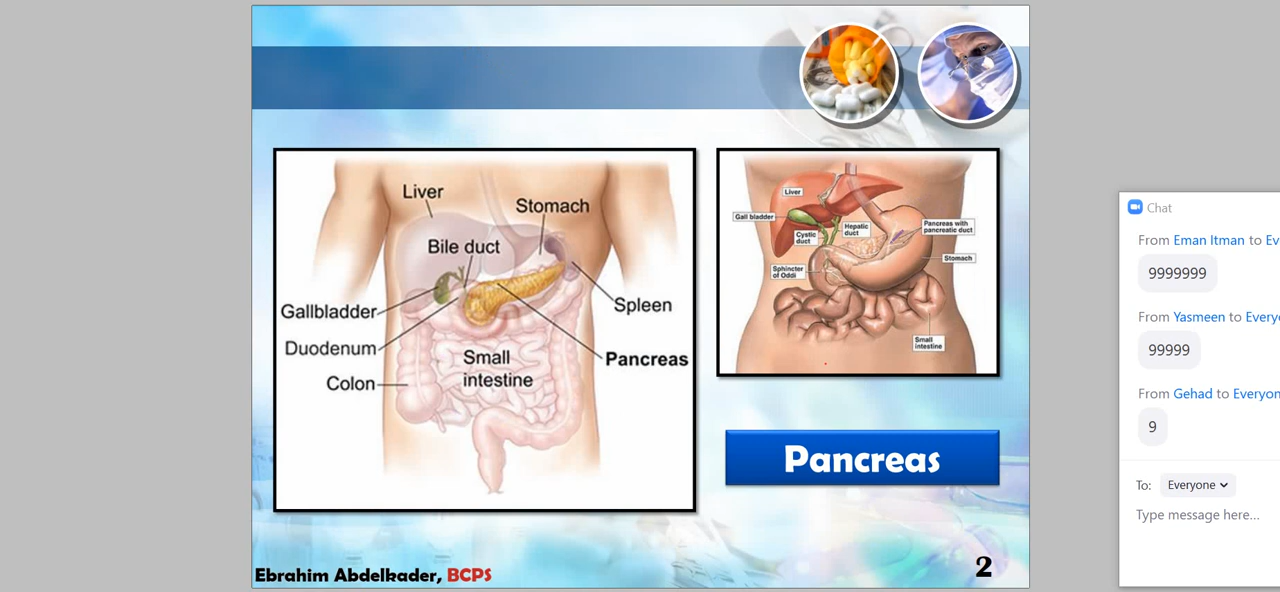 Liver
Stomach
Bile duct
Gallbladder
Spleen
Duodenum
Small
intestine
Pancreas
Colon
Liver
Gall bladder
Cystic
duct
Hepatic
duct
Pancreas with
pancreatic duct
Stomach
Sphincter
of Oddi
Small
intestine
Pancreas
Ebrahim Abdelkader, BCPS
2
Chat
From Eman Itman to Ev
9999999
From Yasmeen to Every
99999
From Gehad to Everyon
9
To: Everyone
Type message here...